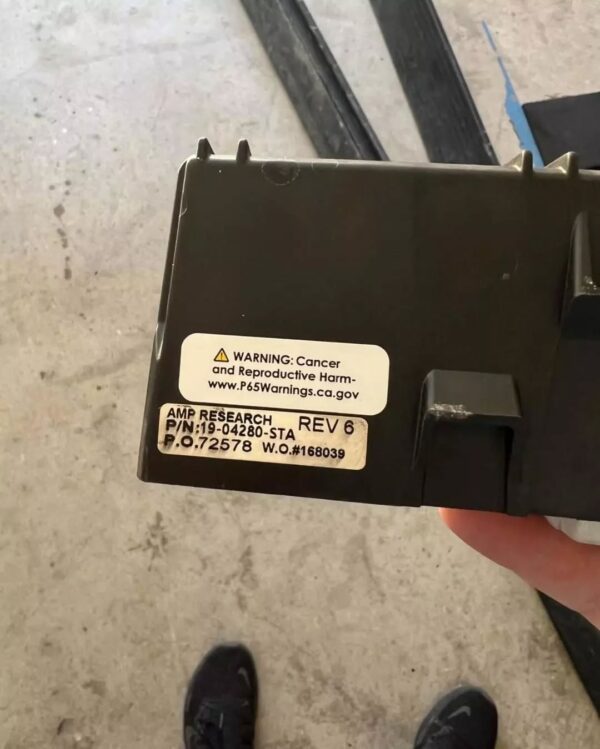 ⚠ WARNING: Cancer
and Reproductive Harm-
www.P65Warnings.ca.gov
AMP RESEARCH REV 6
P/N:19-04280-STA
P.O.72578 W.O.#168039